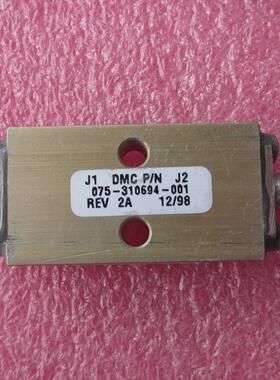 J1 DMC P/N J2
075-310694-001
REV 2A 12/98